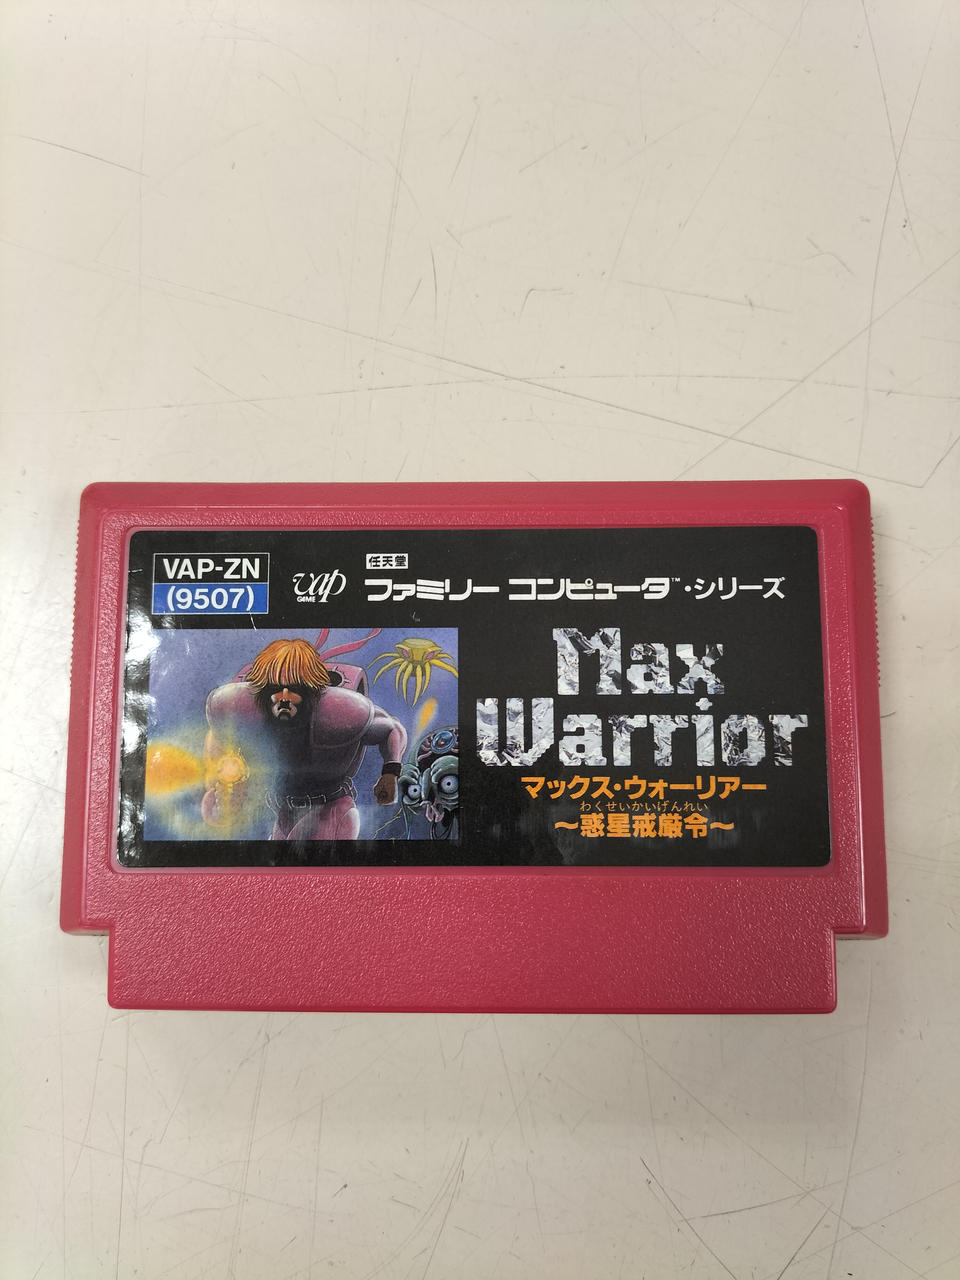 VAP-ZN
(9507)
vap
GAME
任天堂
ファミリー コンピュータ™・シリーズ
Max
Warrior
マックス・ウォーリアー
わくせいかいげんれい
～惑星戒厳令～